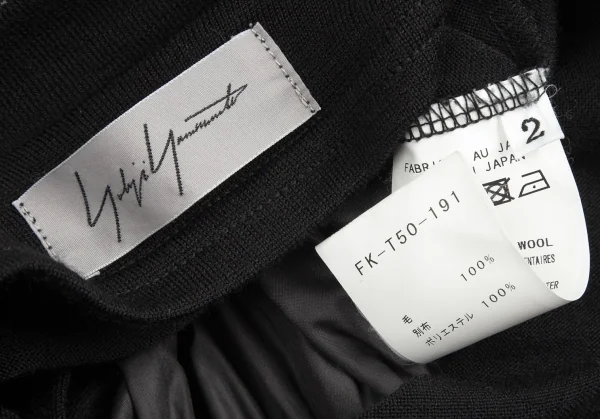 Yohji Yamamoto
2
FABRI AU JA
JAPAN
FK-T50-191
毛 100%
別布
ポリエステル 100%
WOOL
NTAIRES
TER